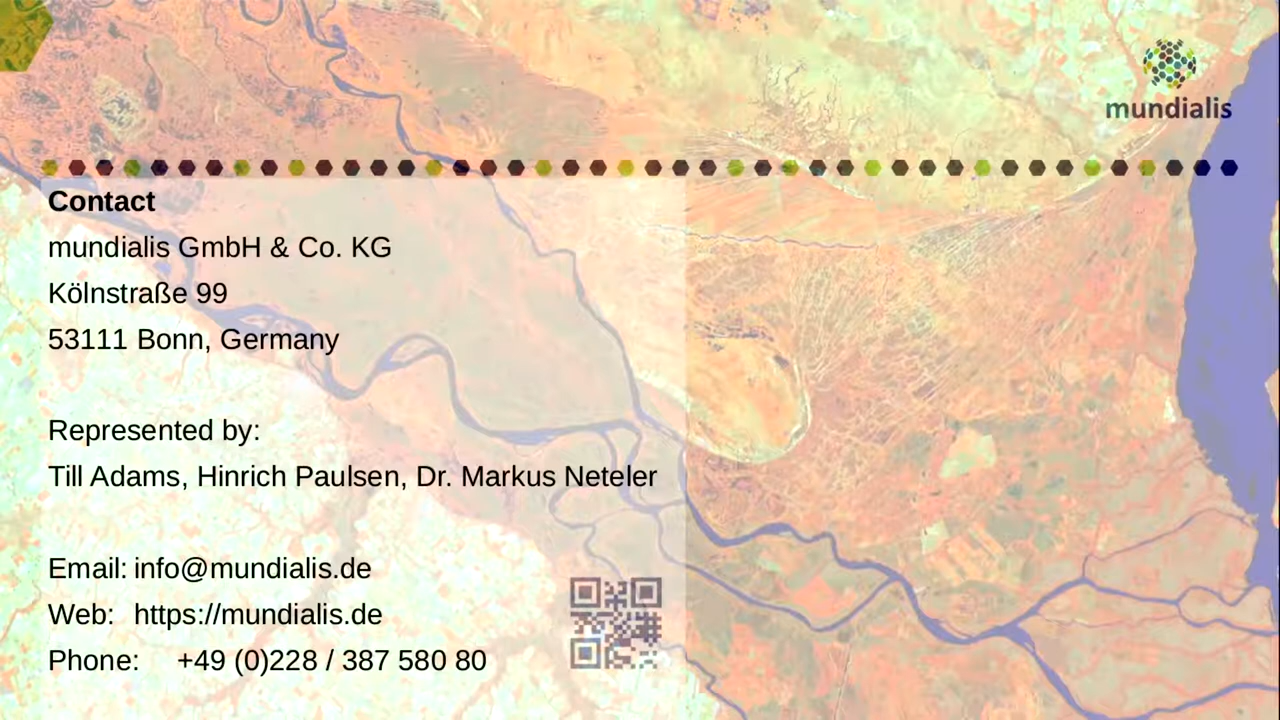 mundialis
Contact
mundialis GmbH & Co. KG
Kölnstraße 99
53111 Bonn, Germany
Represented by:
Till Adams, Hinrich Paulsen, Dr. Markus Neteler
Email: info@mundialis.de
Web: https://mundialis.de
Phone: +49 (0)228 / 387 580 80